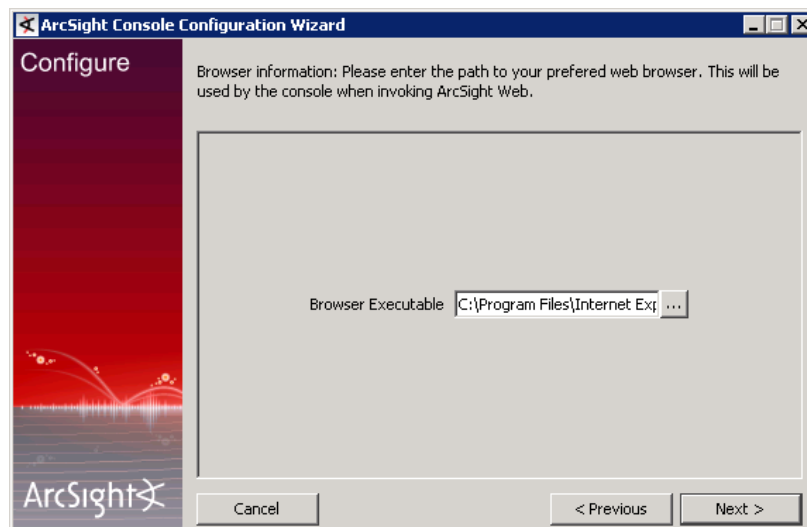 ArcSight Console Configuration Wizard
Configure
Browser information: Please enter the path to your prefered web browser. This will be
used by the console when invoking ArcSight Web.
Browser Executable C:\Program Files\Internet Exp ...
ArcSight
Cancel < Previous Next >